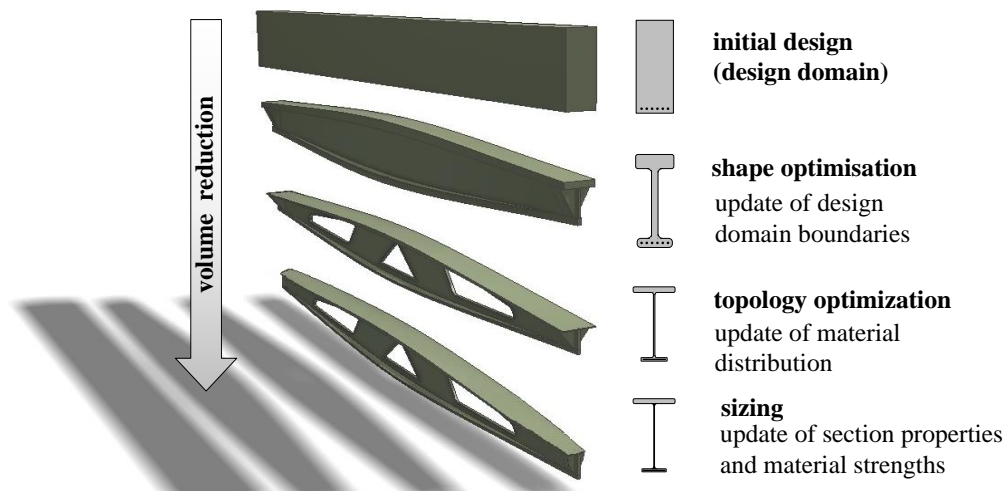 volume reduction
initial design
(design domain)
shape optimisation
update of design
domain boundaries
topology optimization
update of material
distribution
sizing
update of section properties
and material strengths